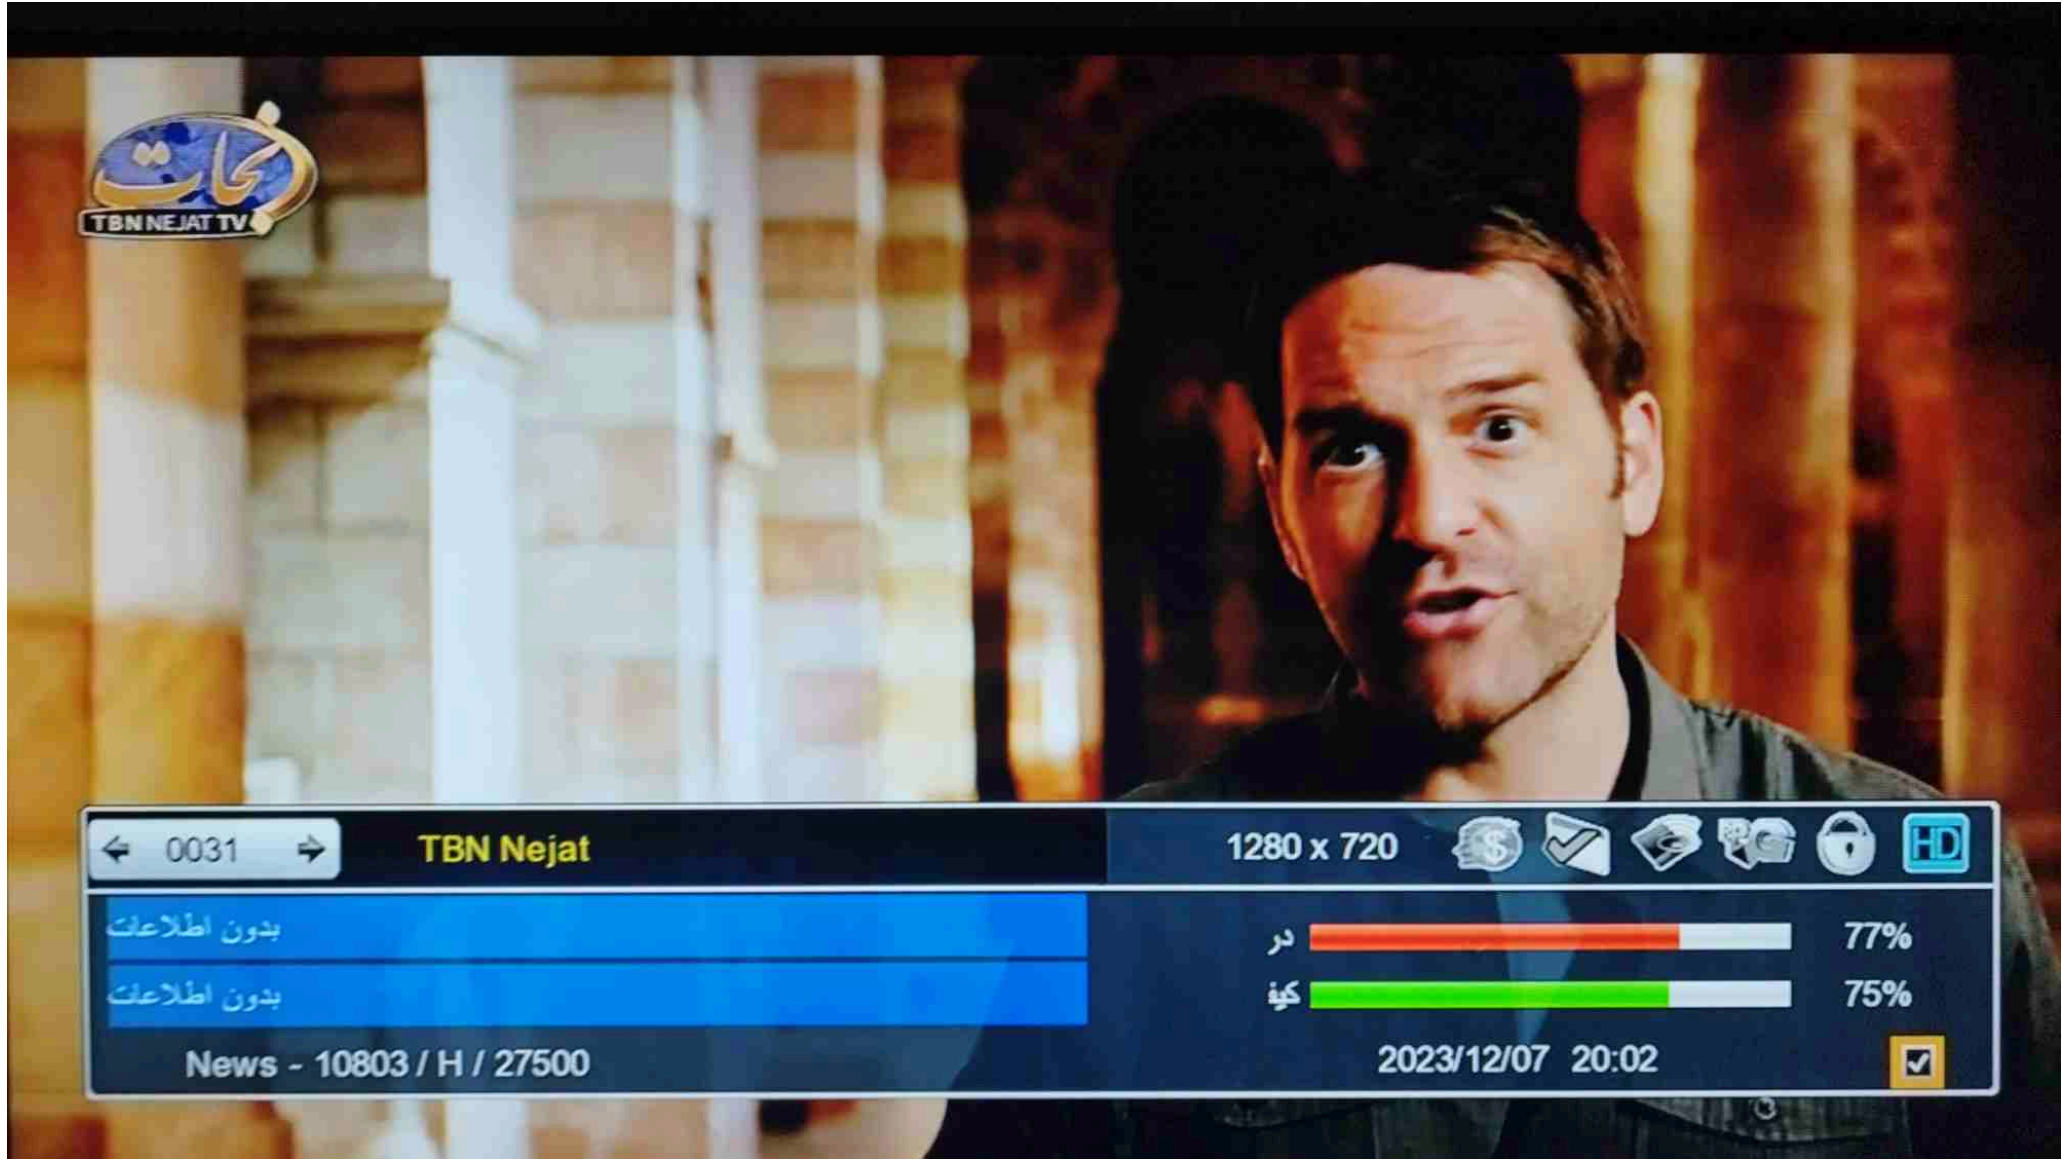 نجات
TBN NEJAT TV
0031 TBN Nejat 1280 x 720 HD
بدون اطلاعات
در 77%
بدون اطلاعات
کیف 75%
News - 10803 / H / 27500 2023/12/07 20:02